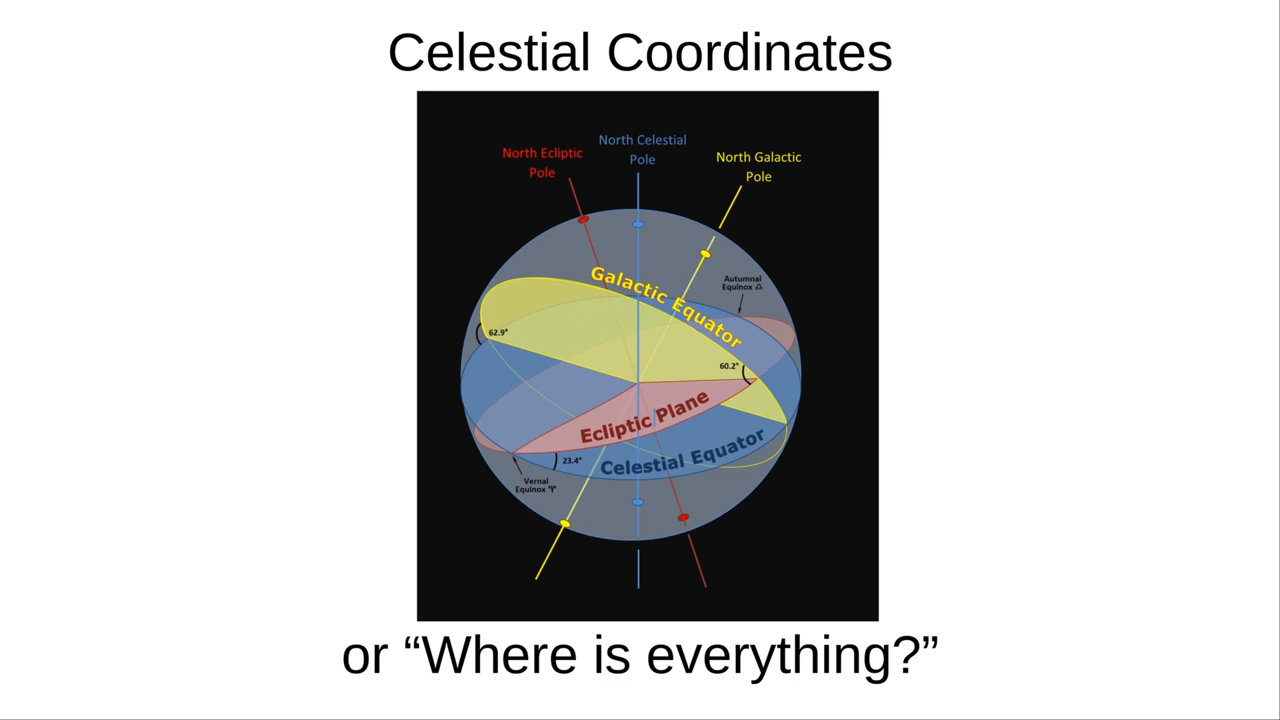 Celestial Coordinates
North Ecliptic
Pole
North Celestial
Pole
North Galactic
Pole
Galactic Equator
Autumnal
Equinox ♎
62.9°
60.2°
Ecliptic Plane
Celestial Equator
23.4°
Vernal
Equinox ♈
or “Where is everything?”